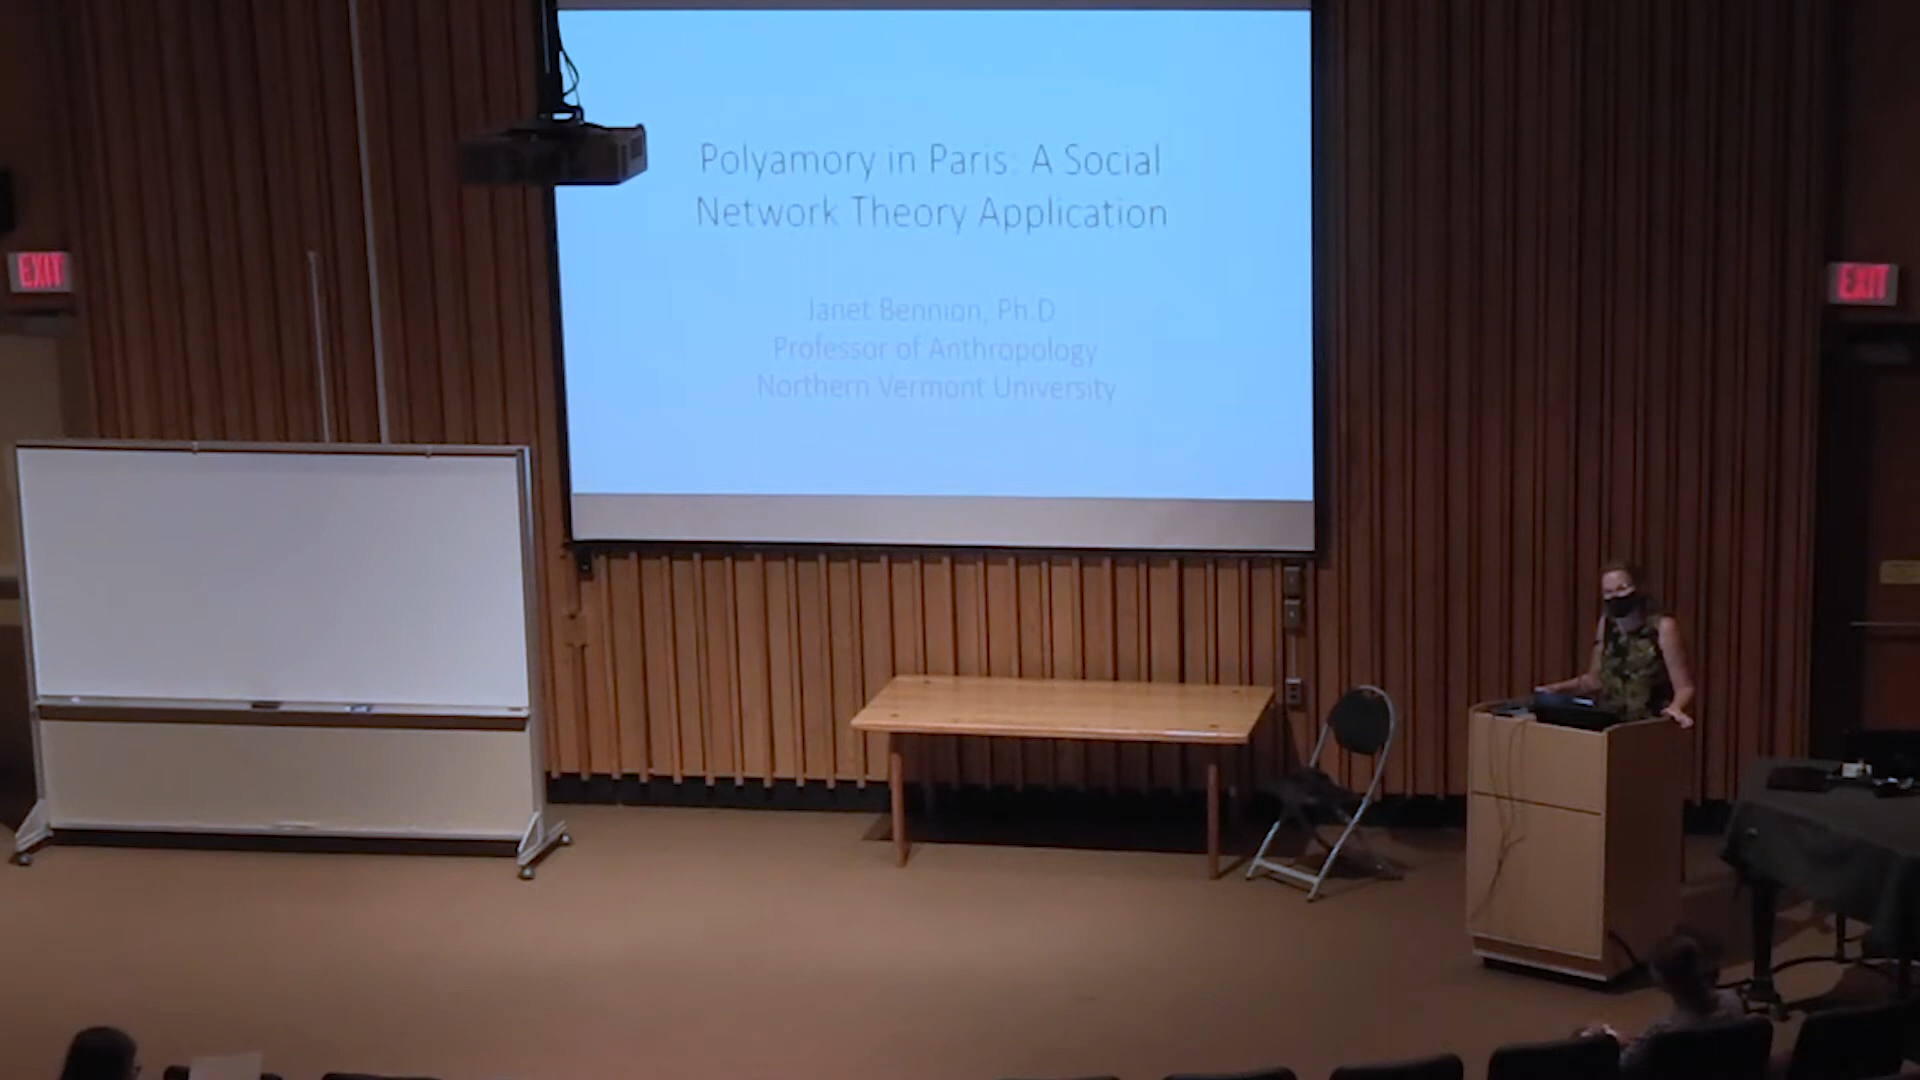 Polyamory in Paris: A Social
Network Theory Application
Janet Bennion, Ph.D
Professor of Anthropology
Northern Vermont University
EXIT
EXIT